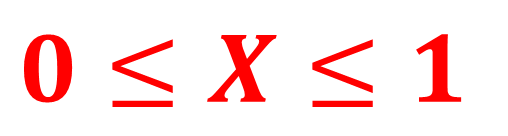 0 ≤ X ≤ 1